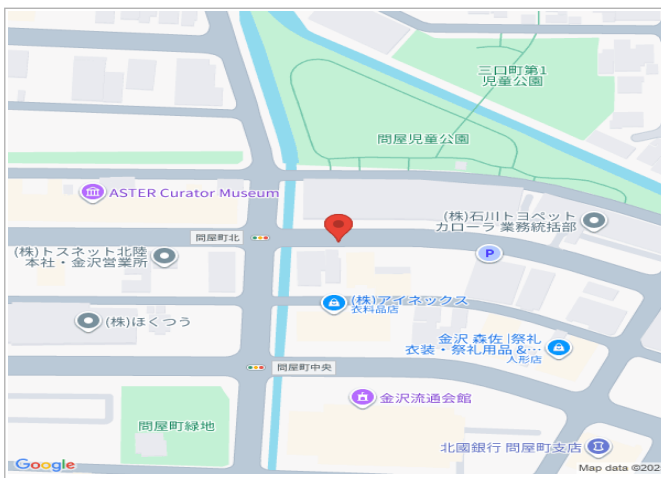 三口町第1
児童公園
問屋児童公園
ASTER Curator Museum
(株)石川トヨペット
カローラ 業務統括部
問屋町北
P
(株)トスネット北陸
本社・金沢営業所
(株)アイネックス
衣料品店
(株)ほくつう
金沢 森佐 |祭礼
衣装・祭礼用品 &…
人形店
問屋町中央
金沢流通会館
問屋町緑地
北國銀行 問屋町支店
Google
Map data ©202